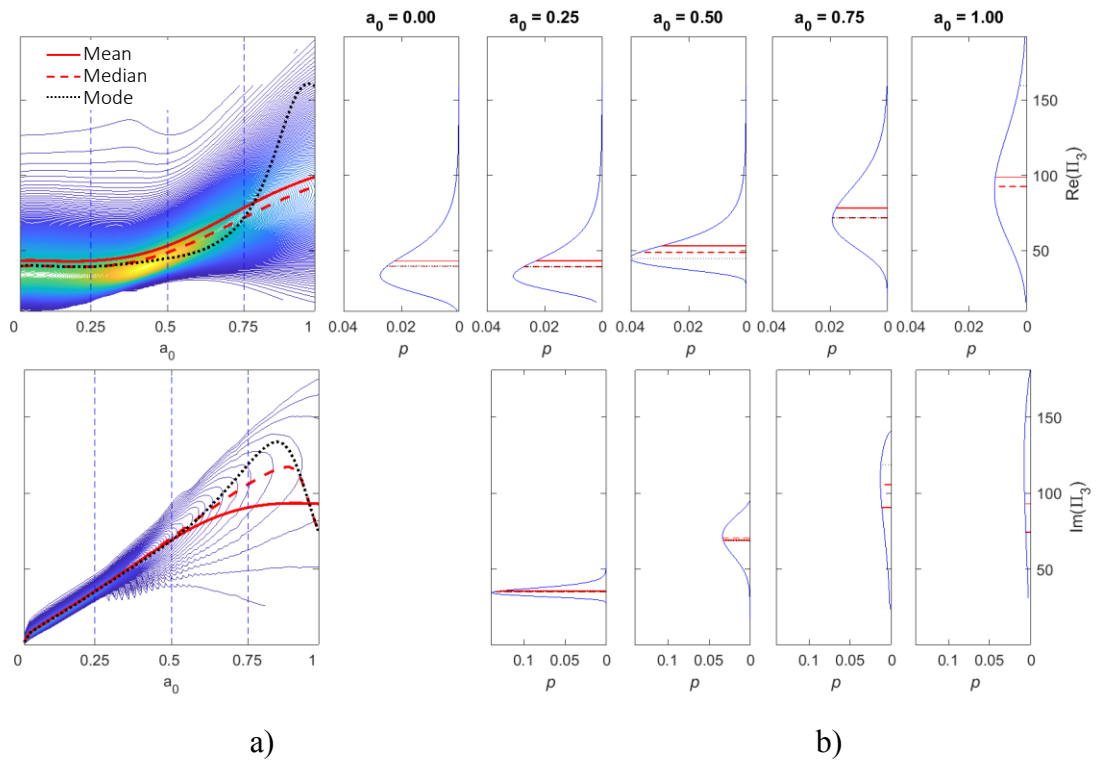 a₀ = 0.00 a₀ = 0.25 a₀ = 0.50 a₀ = 0.75 a₀ = 1.00
Mean
Median
Mode
150
100
50
Re(Π₃)
0 0.25 0.5 0.75 1
a₀
0.04 0.02 0
p
0.04 0.02 0
p
0.04 0.02 0
p
0.04 0.02 0
p
0.04 0.02 0
p
150
100
50
Im(Π₃)
0 0.25 0.5 0.75 1
a₀
0.1 0.05 0
p
0.1 0.05 0
p
0.1 0.05 0
p
0.1 0.05 0
p
a) b)